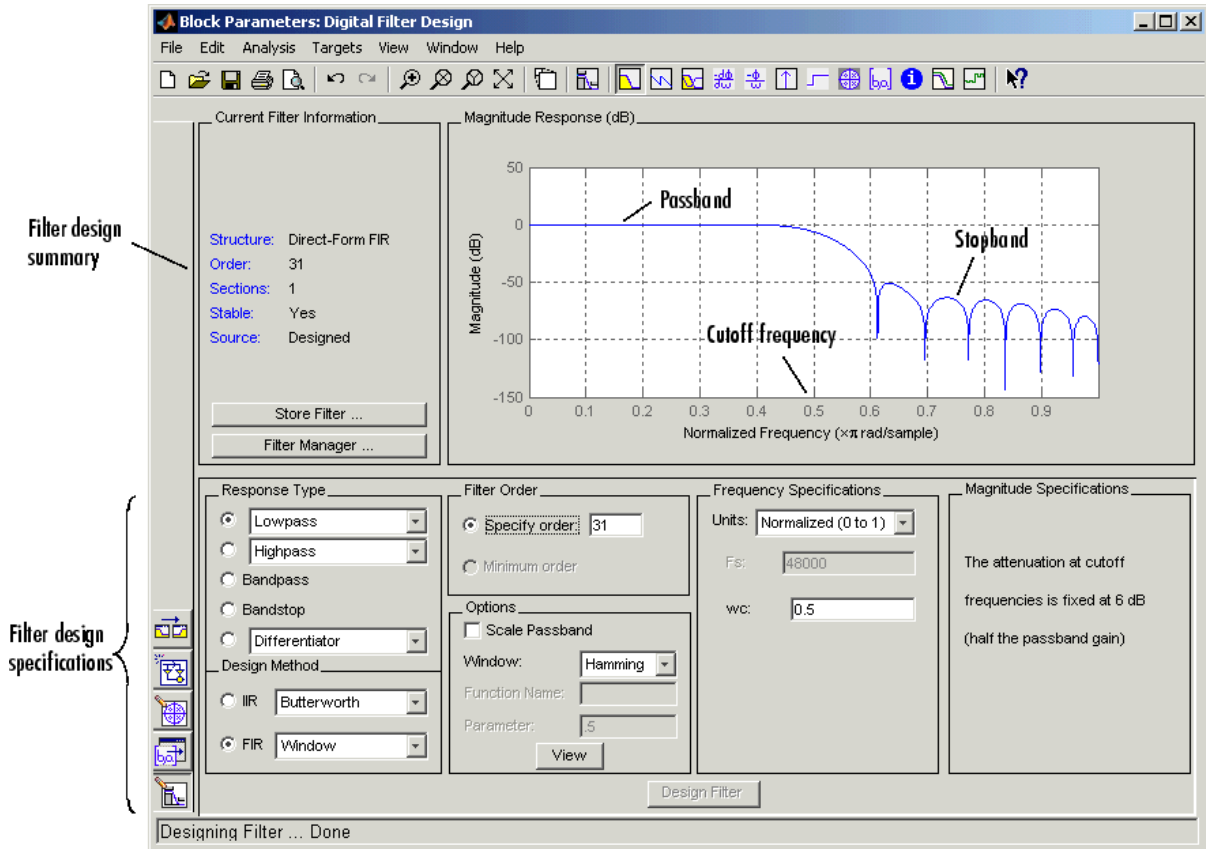 Block Parameters: Digital Filter Design
File Edit Analysis Targets View Window Help
Current Filter Information
Structure: Direct-Form FIR
Order: 31
Sections: 1
Stable: Yes
Source: Designed
Store Filter ...
Filter Manager ...
Filter design
summary
Magnitude Response (dB)
50
0
-50
-100
-150
Magnitude (dB)
Passband
Stopband
Cutoff frequency
0 0.1 0.2 0.3 0.4 0.5 0.6 0.7 0.8 0.9
Normalized Frequency (×π rad/sample)
Filter design
specifications
Response Type
Lowpass
Highpass
Bandpass
Bandstop
Differentiator
Design Method
IIR Butterworth
FIR Window
Filter Order
Specify order: 31
Minimum order
Options
Scale Passband
Window: Hamming
Function Name:
Parameter: .5
View
Frequency Specifications
Units: Normalized (0 to 1)
Fs: 48000
wc: 0.5
Magnitude Specifications
The attenuation at cutoff
frequencies is fixed at 6 dB
(half the passband gain)
Design Filter
Designing Filter ... Done